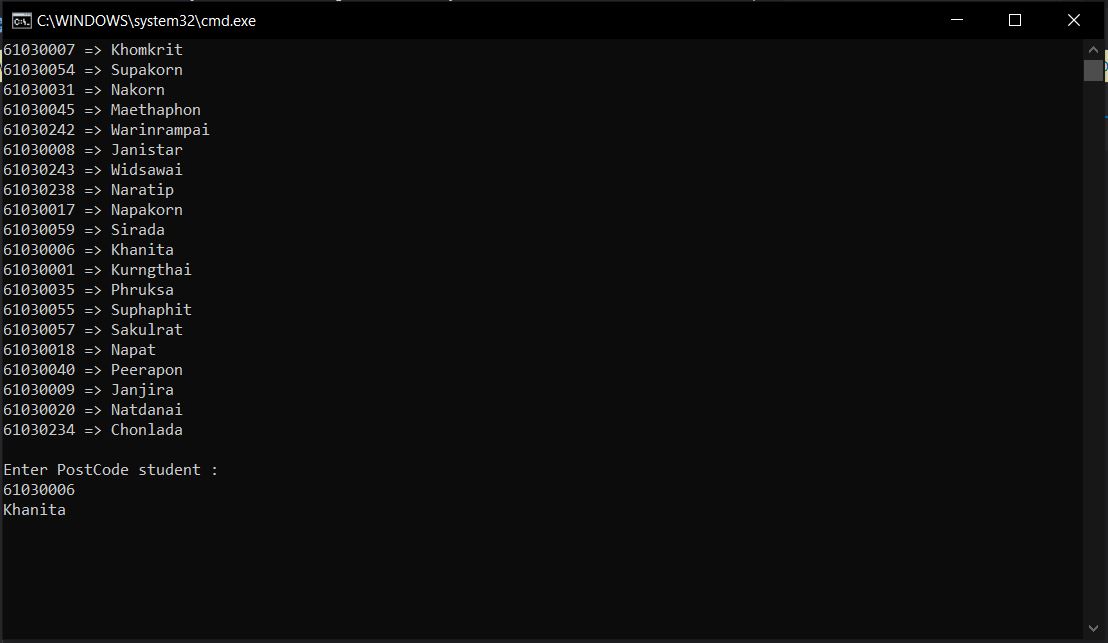 C:\WINDOWS\system32\cmd.exe
61030007 => Khomkrit
61030054 => Supakorn
61030031 => Nakorn
61030045 => Maethaphon
61030242 => Warinrampai
61030008 => Janistar
61030243 => Widsawai
61030238 => Naratip
61030017 => Napakorn
61030059 => Sirada
61030006 => Khanita
61030001 => Kurngthai
61030035 => Phruksa
61030055 => Suphaphit
61030057 => Sakulrat
61030018 => Napat
61030040 => Peerapon
61030009 => Janjira
61030020 => Natdanai
61030234 => Chonlada
Enter PostCode student :
61030006
Khanita